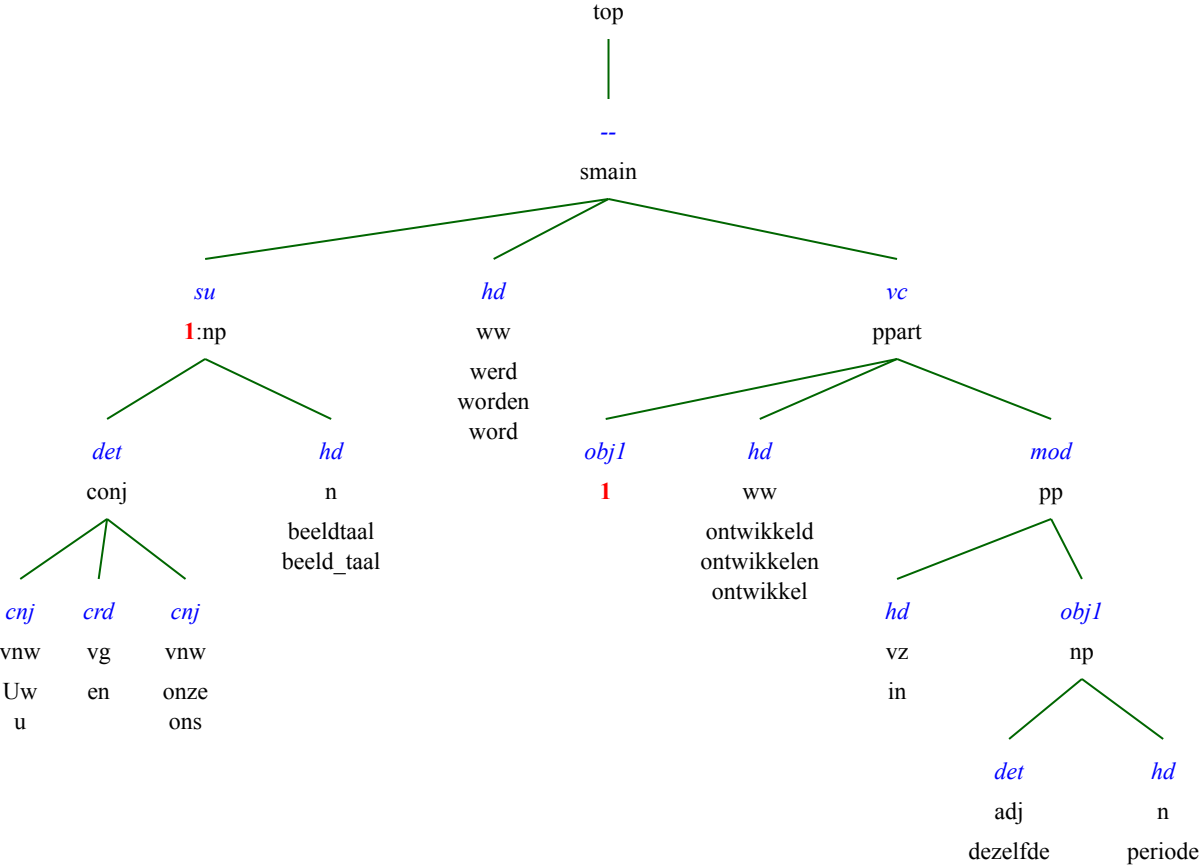 top
--
smain
su hd vc
1:np ww ppart
werd
worden
word
det hd obj1 hd mod
conj n 1 ww pp
beeldtaal ontwikkeld
beeld_taal ontwikkelen
ontwikkel
cnj crd cnj hd obj1
vnw vg vnw vz np
Uw en onze in
u ons
det hd
adj n
dezelfde periode